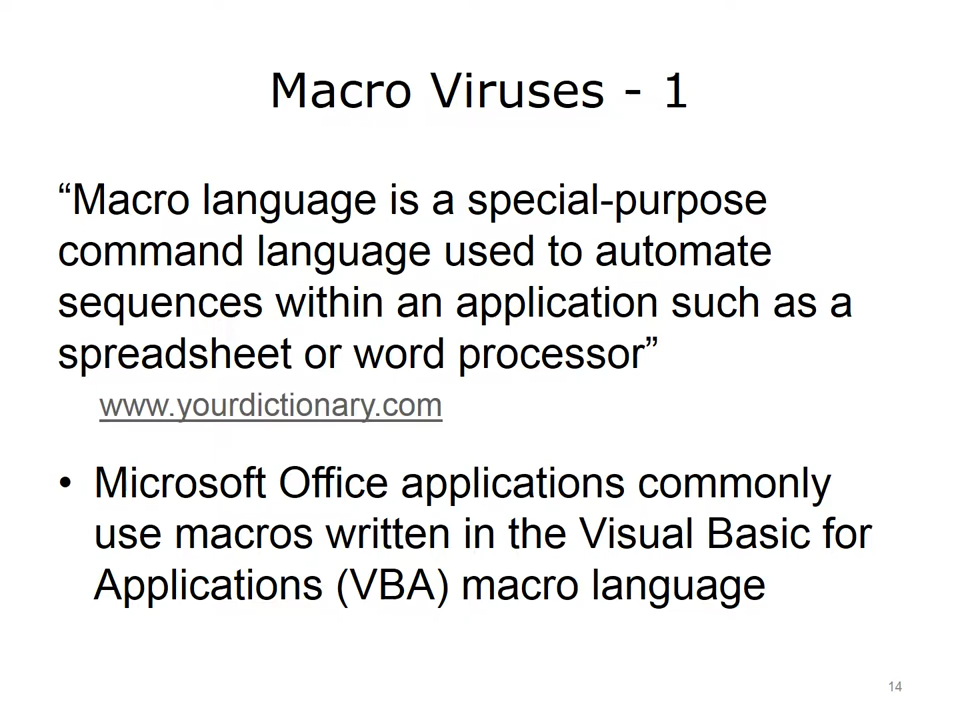 Macro Viruses - 1
“Macro language is a special-purpose
command language used to automate
sequences within an application such as a
spreadsheet or word processor”
www.yourdictionary.com
• Microsoft Office applications commonly
use macros written in the Visual Basic for
Applications (VBA) macro language
14